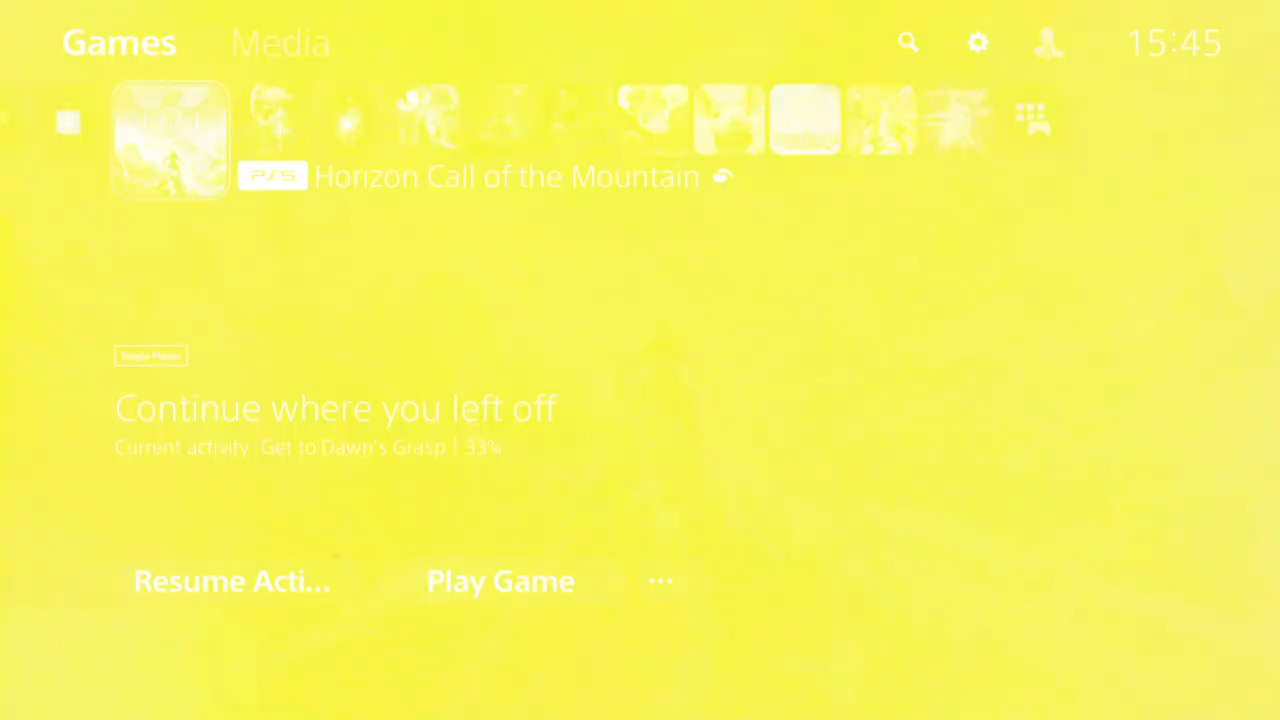 Games Media 15:45
PS5 Horizon Call of the Mountain
Single Player
Continue where you left off
Current activity: Get to Dawn's Grasp | 33%
Resume Acti... Play Game ...